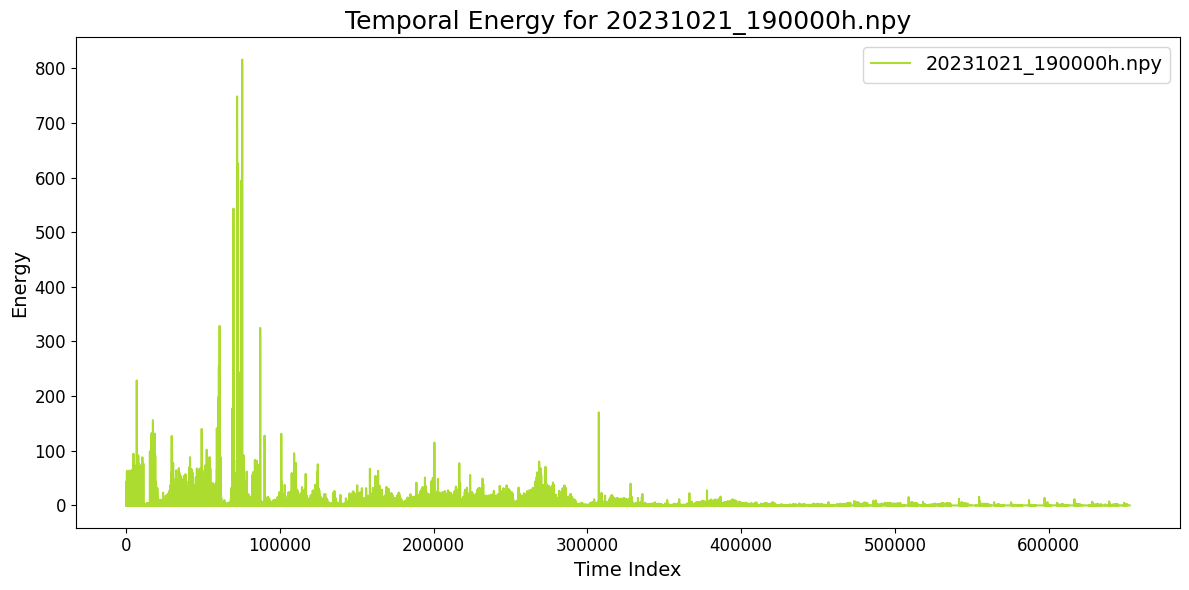 Temporal Energy for 20231021_190000h.npy
20231021_190000h.npy
800
700
600
500
400
300
200
100
0
Energy
0 100000 200000 300000 400000 500000 600000
Time Index